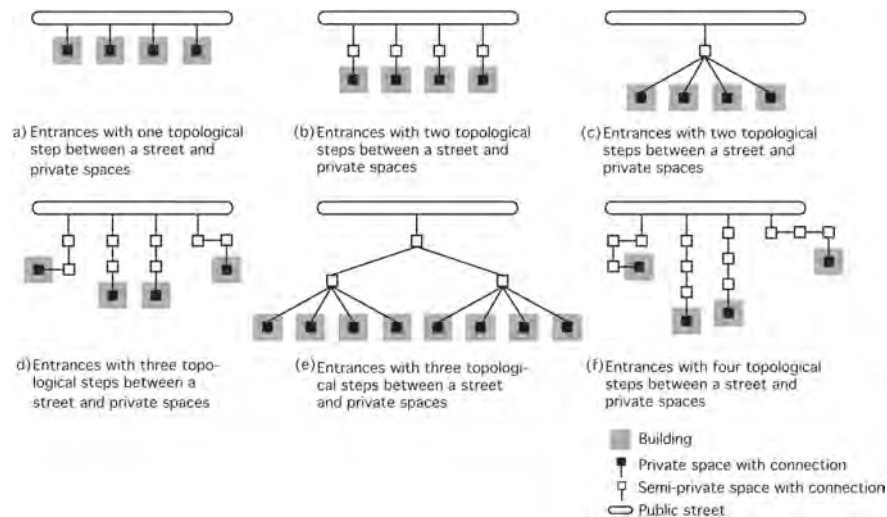 a) Entrances with one topological
step between a street and
private spaces
(b) Entrances with two topological
steps between a street and
private spaces
(c) Entrances with two topological
steps between a street and
private spaces
d) Entrances with three topo-
logical steps between a
street and private spaces
(e) Entrances with three topologi-
cal steps between a street
and private spaces
(f) Entrances with four topological
steps between a street and
private spaces
Building
Private space with connection
Semi-private space with connection
Public street